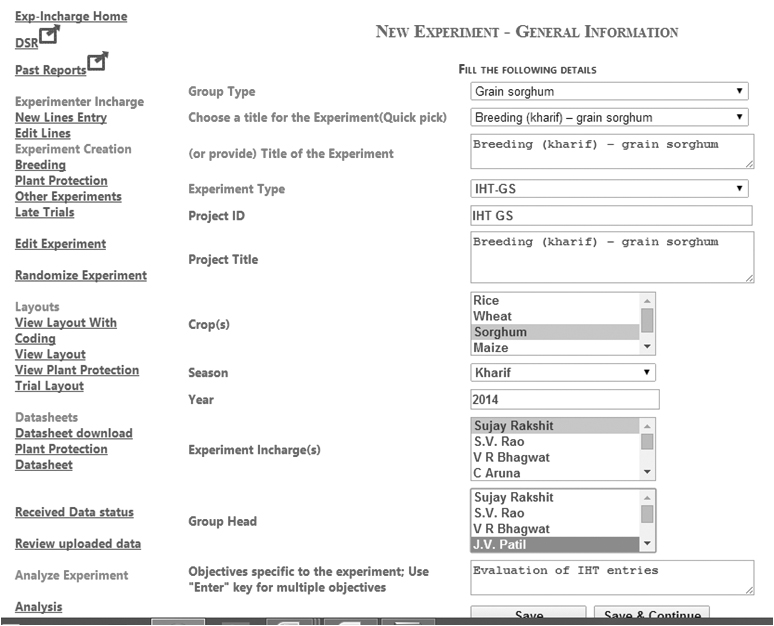 Exp-Incharge Home
DSR
Past Reports
Experimenter Incharge
New Lines Entry
Edit Lines
Experiment Creation
Breeding
Plant Protection
Other Experiments
Late Trials
Edit Experiment
Randomize Experiment
Layouts
View Layout With
Coding
View Layout
View Plant Protection
Trial Layout
Datasheets
Datasheet download
Plant Protection
Datasheet
Received Data status
Review uploaded data
Analyze Experiment
Analysis
New Experiment - General Information
Fill the following details
Group Type
Grain sorghum
Choose a title for the Experiment(Quick pick)
Breeding (kharif) – grain sorghum
(or provide) Title of the Experiment
Breeding (kharif) – grain sorghum
Experiment Type
IHT-GS
Project ID
IHT GS
Project Title
Breeding (kharif) – grain sorghum
Crop(s)
Rice
Wheat
Sorghum
Maize
Season
Kharif
Year
2014
Experiment Incharge(s)
Sujay Rakshit
S.V. Rao
V R Bhagwat
C Aruna
Group Head
Sujay Rakshit
S.V. Rao
V R Bhagwat
J.V. Patil
Objectives specific to the experiment; Use
"Enter" key for multiple objectives
Evaluation of IHT entries
Save
Save & Continue